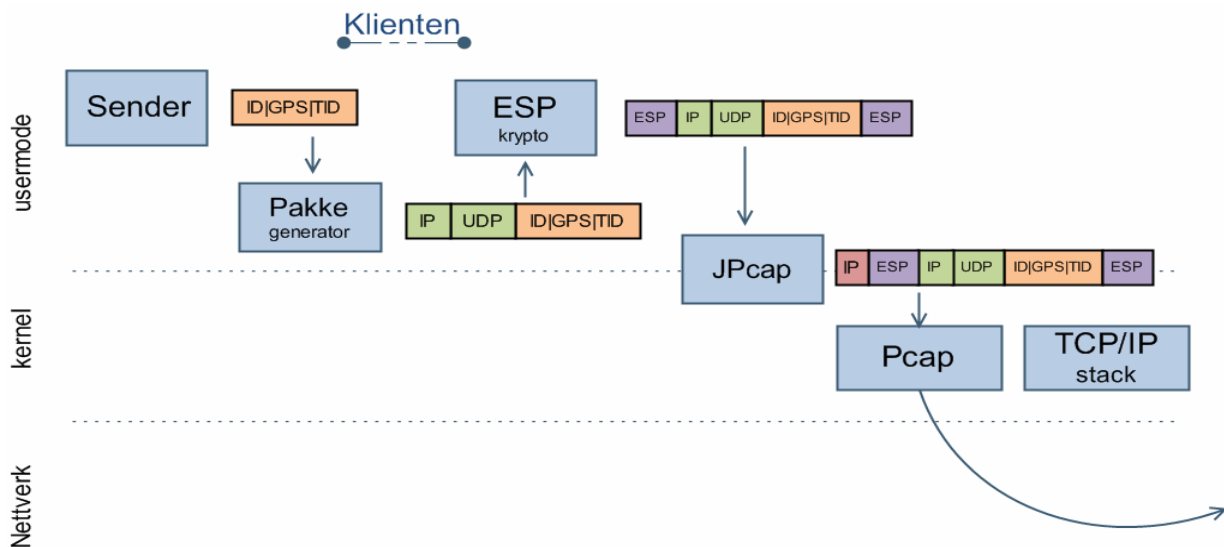 Klienten
Sender
ID|GPS|TID
ESP
krypto
ESP IP UDP ID|GPS|TID ESP
usermode
Pakke
generator
IP UDP ID|GPS|TID
JPcap
IP ESP IP UDP ID|GPS|TID ESP
kernel
Pcap
TCP/IP
stack
Nettverk